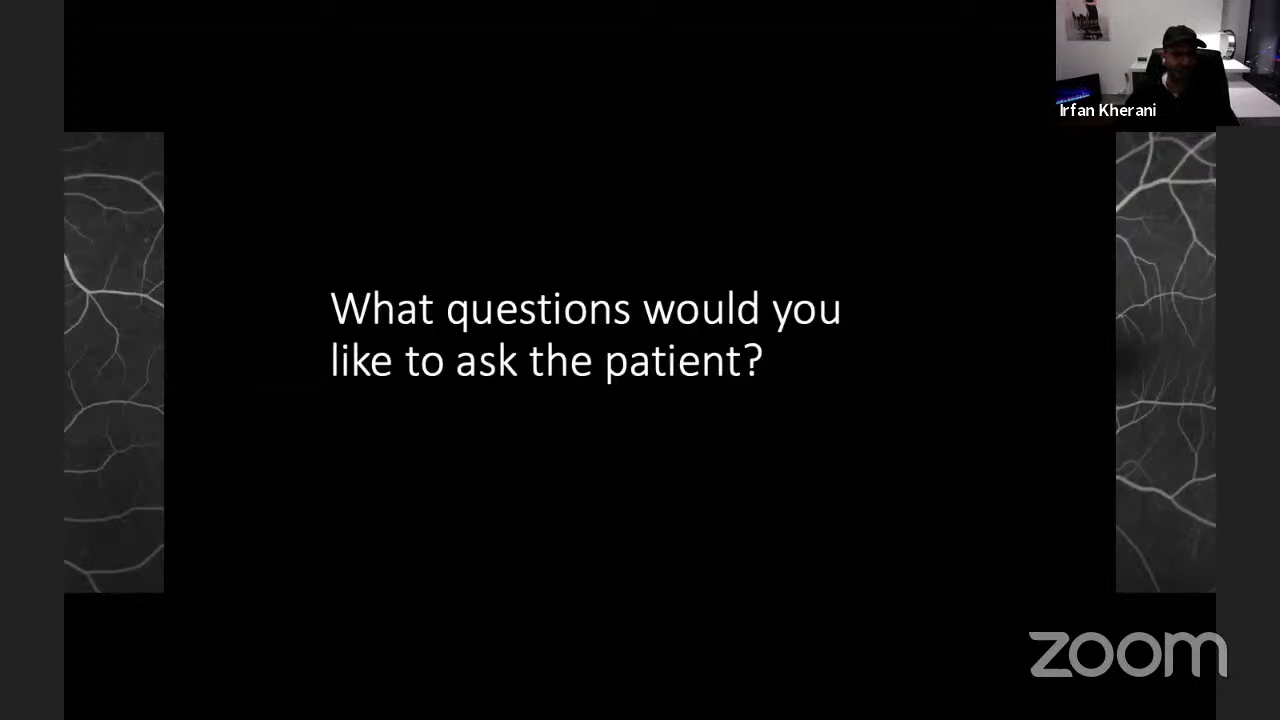 Irfan Kherani
What questions would you
like to ask the patient?
zoom